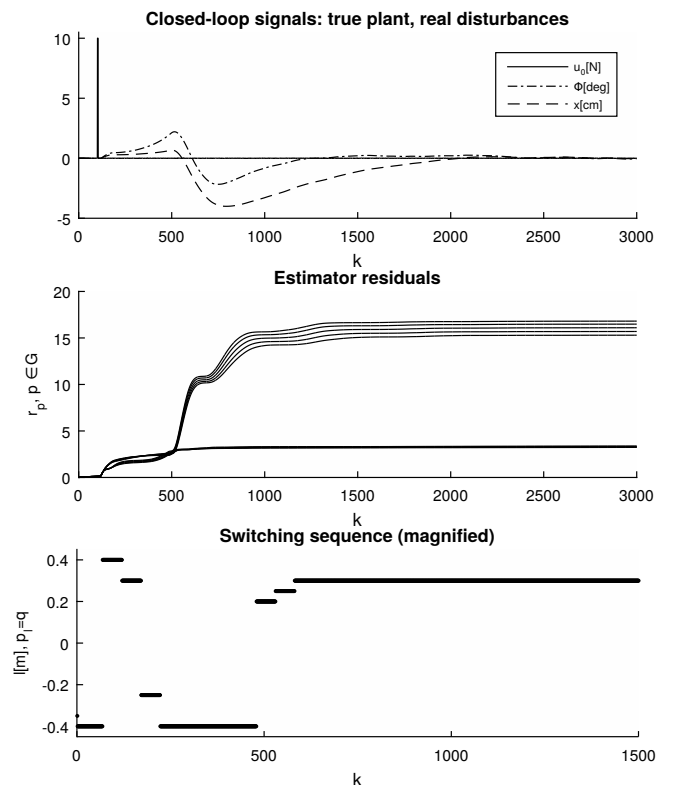 Closed-loop signals: true plant, real disturbances
10
5
0
-5
u₀[N]
Φ[deg]
x[cm]
0 500 1000 1500 2000 2500 3000
k
Estimator residuals
20
15
10
5
0
r_p, p ∈ G
0 500 1000 1500 2000 2500 3000
k
Switching sequence (magnified)
0.4
0.2
0
-0.2
-0.4
l[m], p_l=q
0 500 1000 1500
k